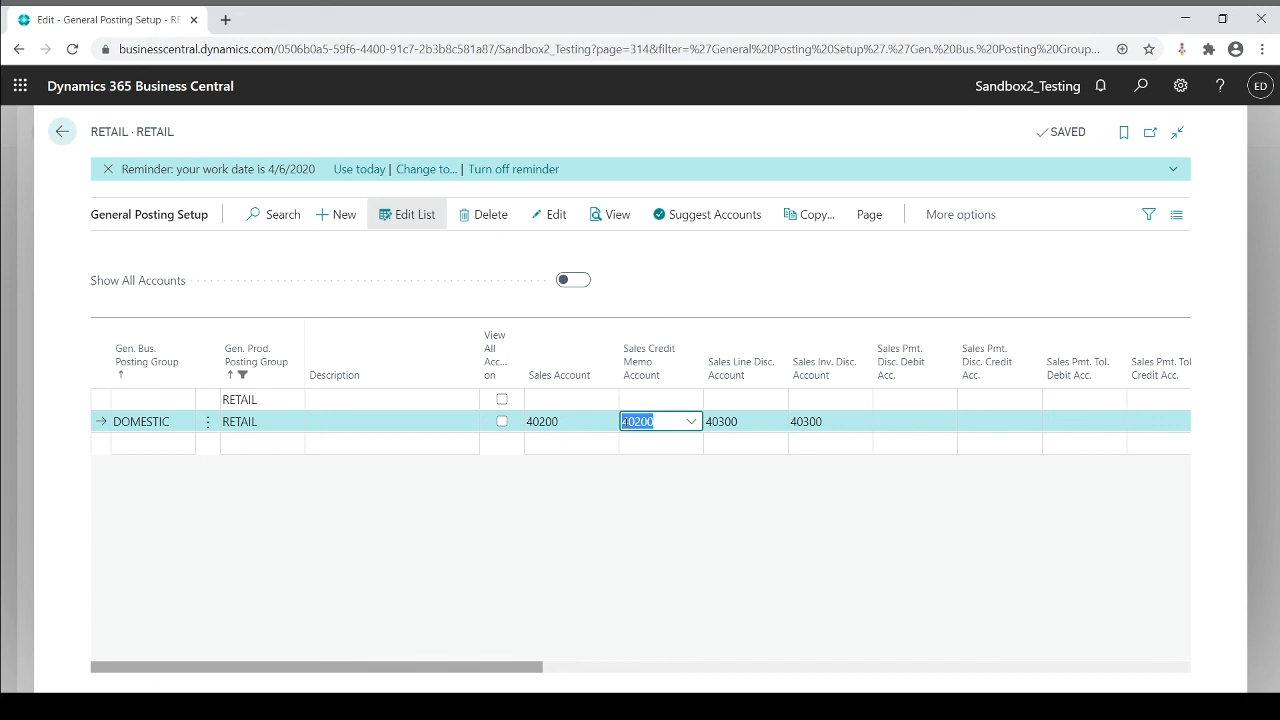 Edit - General Posting Setup - RE
businesscentral.dynamics.com/0506b0a5-59f6-4400-91c7-2b3b8c581a87/Sandbox2_Testing?page=314&filter=%27General%20Posting%20Setup%27.%27Gen.%20Bus.%20Posting%20Group...
Dynamics 365 Business Central Sandbox2_Testing ? ED
RETAIL · RETAIL SAVED
Reminder: your work date is 4/6/2020 Use today | Change to... | Turn off reminder
General Posting Setup Search New Edit List Delete Edit View Suggest Accounts Copy... Page More options
Show All Accounts
View
Gen. Bus. Gen. Prod. All Sales Credit Sales Pmt. Sales Pmt.
Posting Group Posting Group Acc... Memo Sales Line Disc. Sales Inv. Disc. Disc. Debit Disc. Credit Sales Pmt. Tol. Sales Pmt. Tol
Description on Sales Account Account Account Account Acc. Acc. Debit Acc. Credit Acc.
RETAIL
DOMESTIC RETAIL 40200 40200 40300 40300